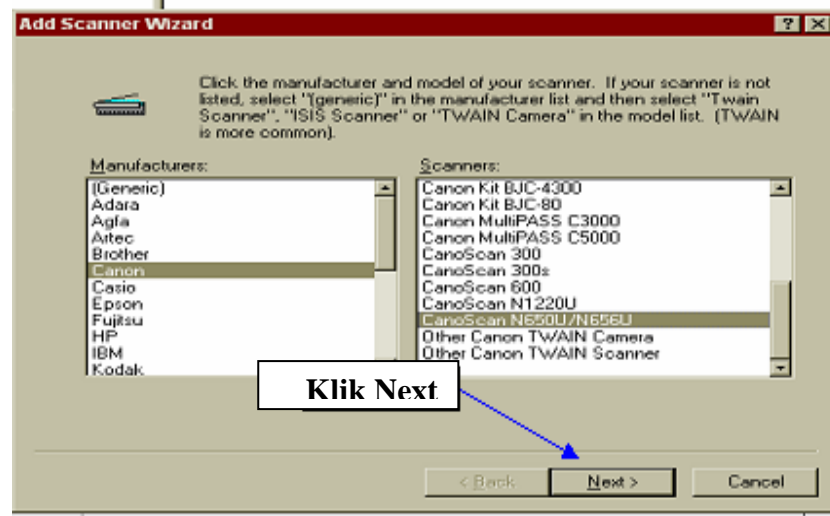 Add Scanner Wizard
Click the manufacturer and model of your scanner. If your scanner is not
listed, select "(generic)" in the manufacturer list and then select "Twain
Scanner", "ISIS Scanner" or "TWAIN Camera" in the model list. (TWAIN
is more common).
Manufacturers:
(Generic)
Adara
Agfa
Artec
Brother
Canon
Casio
Epson
Fujitsu
HP
IBM
Kodak
Scanners:
Canon Kit BJC-4300
Canon Kit BJC-80
Canon MultiPASS C3000
Canon MultiPASS C5000
CanoScan 300
CanoScan 300s
CanoScan 600
CanoScan N1220U
CanoScan N650U/N656U
Other Canon TWAIN Camera
Other Canon TWAIN Scanner
Klik Next
< Back
Next >
Cancel